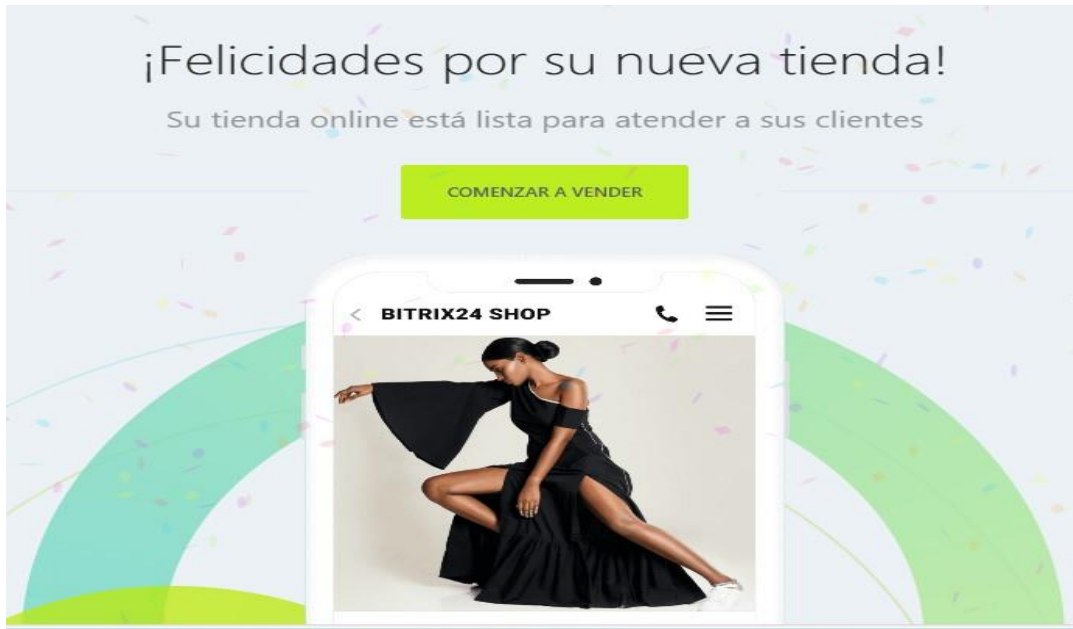 ¡Felicidades por su nueva tienda!
Su tienda online está lista para atender a sus clientes
COMENZAR A VENDER
BITRIX24 SHOP